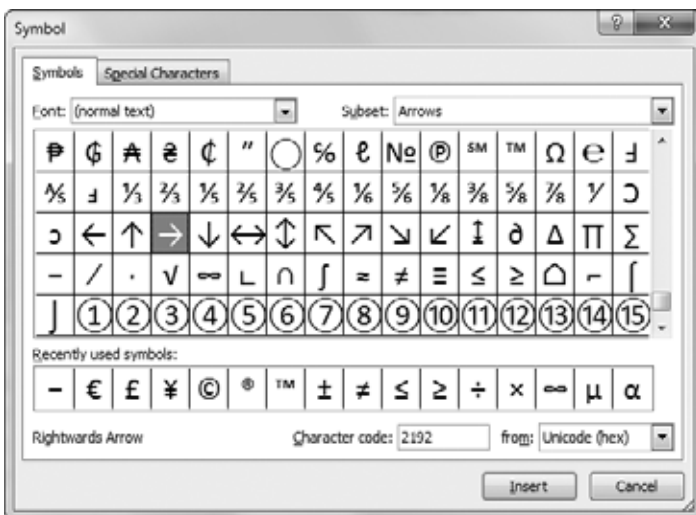 Symbol
Symbols Special Characters
Font: (normal text) Subset: Arrows
₱ ₲ ₳ ₴ ₵ ″ ⃝ ℅ ℓ № ℗ ℠ ™ Ω ℮ Ⅎ
⅍ ⅎ ⅓ ⅔ ⅕ ⅖ ⅗ ⅘ ⅙ ⅚ ⅛ ⅜ ⅝ ⅞ ⅟ Ↄ
ↄ ← ↑ → ↓ ↔ ↕ ↖ ↗ ↘ ↙ ↨ ∂ ∆ ∏ ∑
− ∕ ∙ √ ∞ ∟ ∩ ∫ ≈ ≠ ≡ ≤ ≥ ⌂ ⌐ ⌠
⌡ ① ② ③ ④ ⑤ ⑥ ⑦ ⑧ ⑨ ⑩ ⑪ ⑫ ⑬ ⑭ ⑮
Recently used symbols:
− € £ ¥ © ® ™ ± ≠ ≤ ≥ ÷ × ∞ µ α
Rightwards Arrow Character code: 2192 from: Unicode (hex)
Insert Cancel